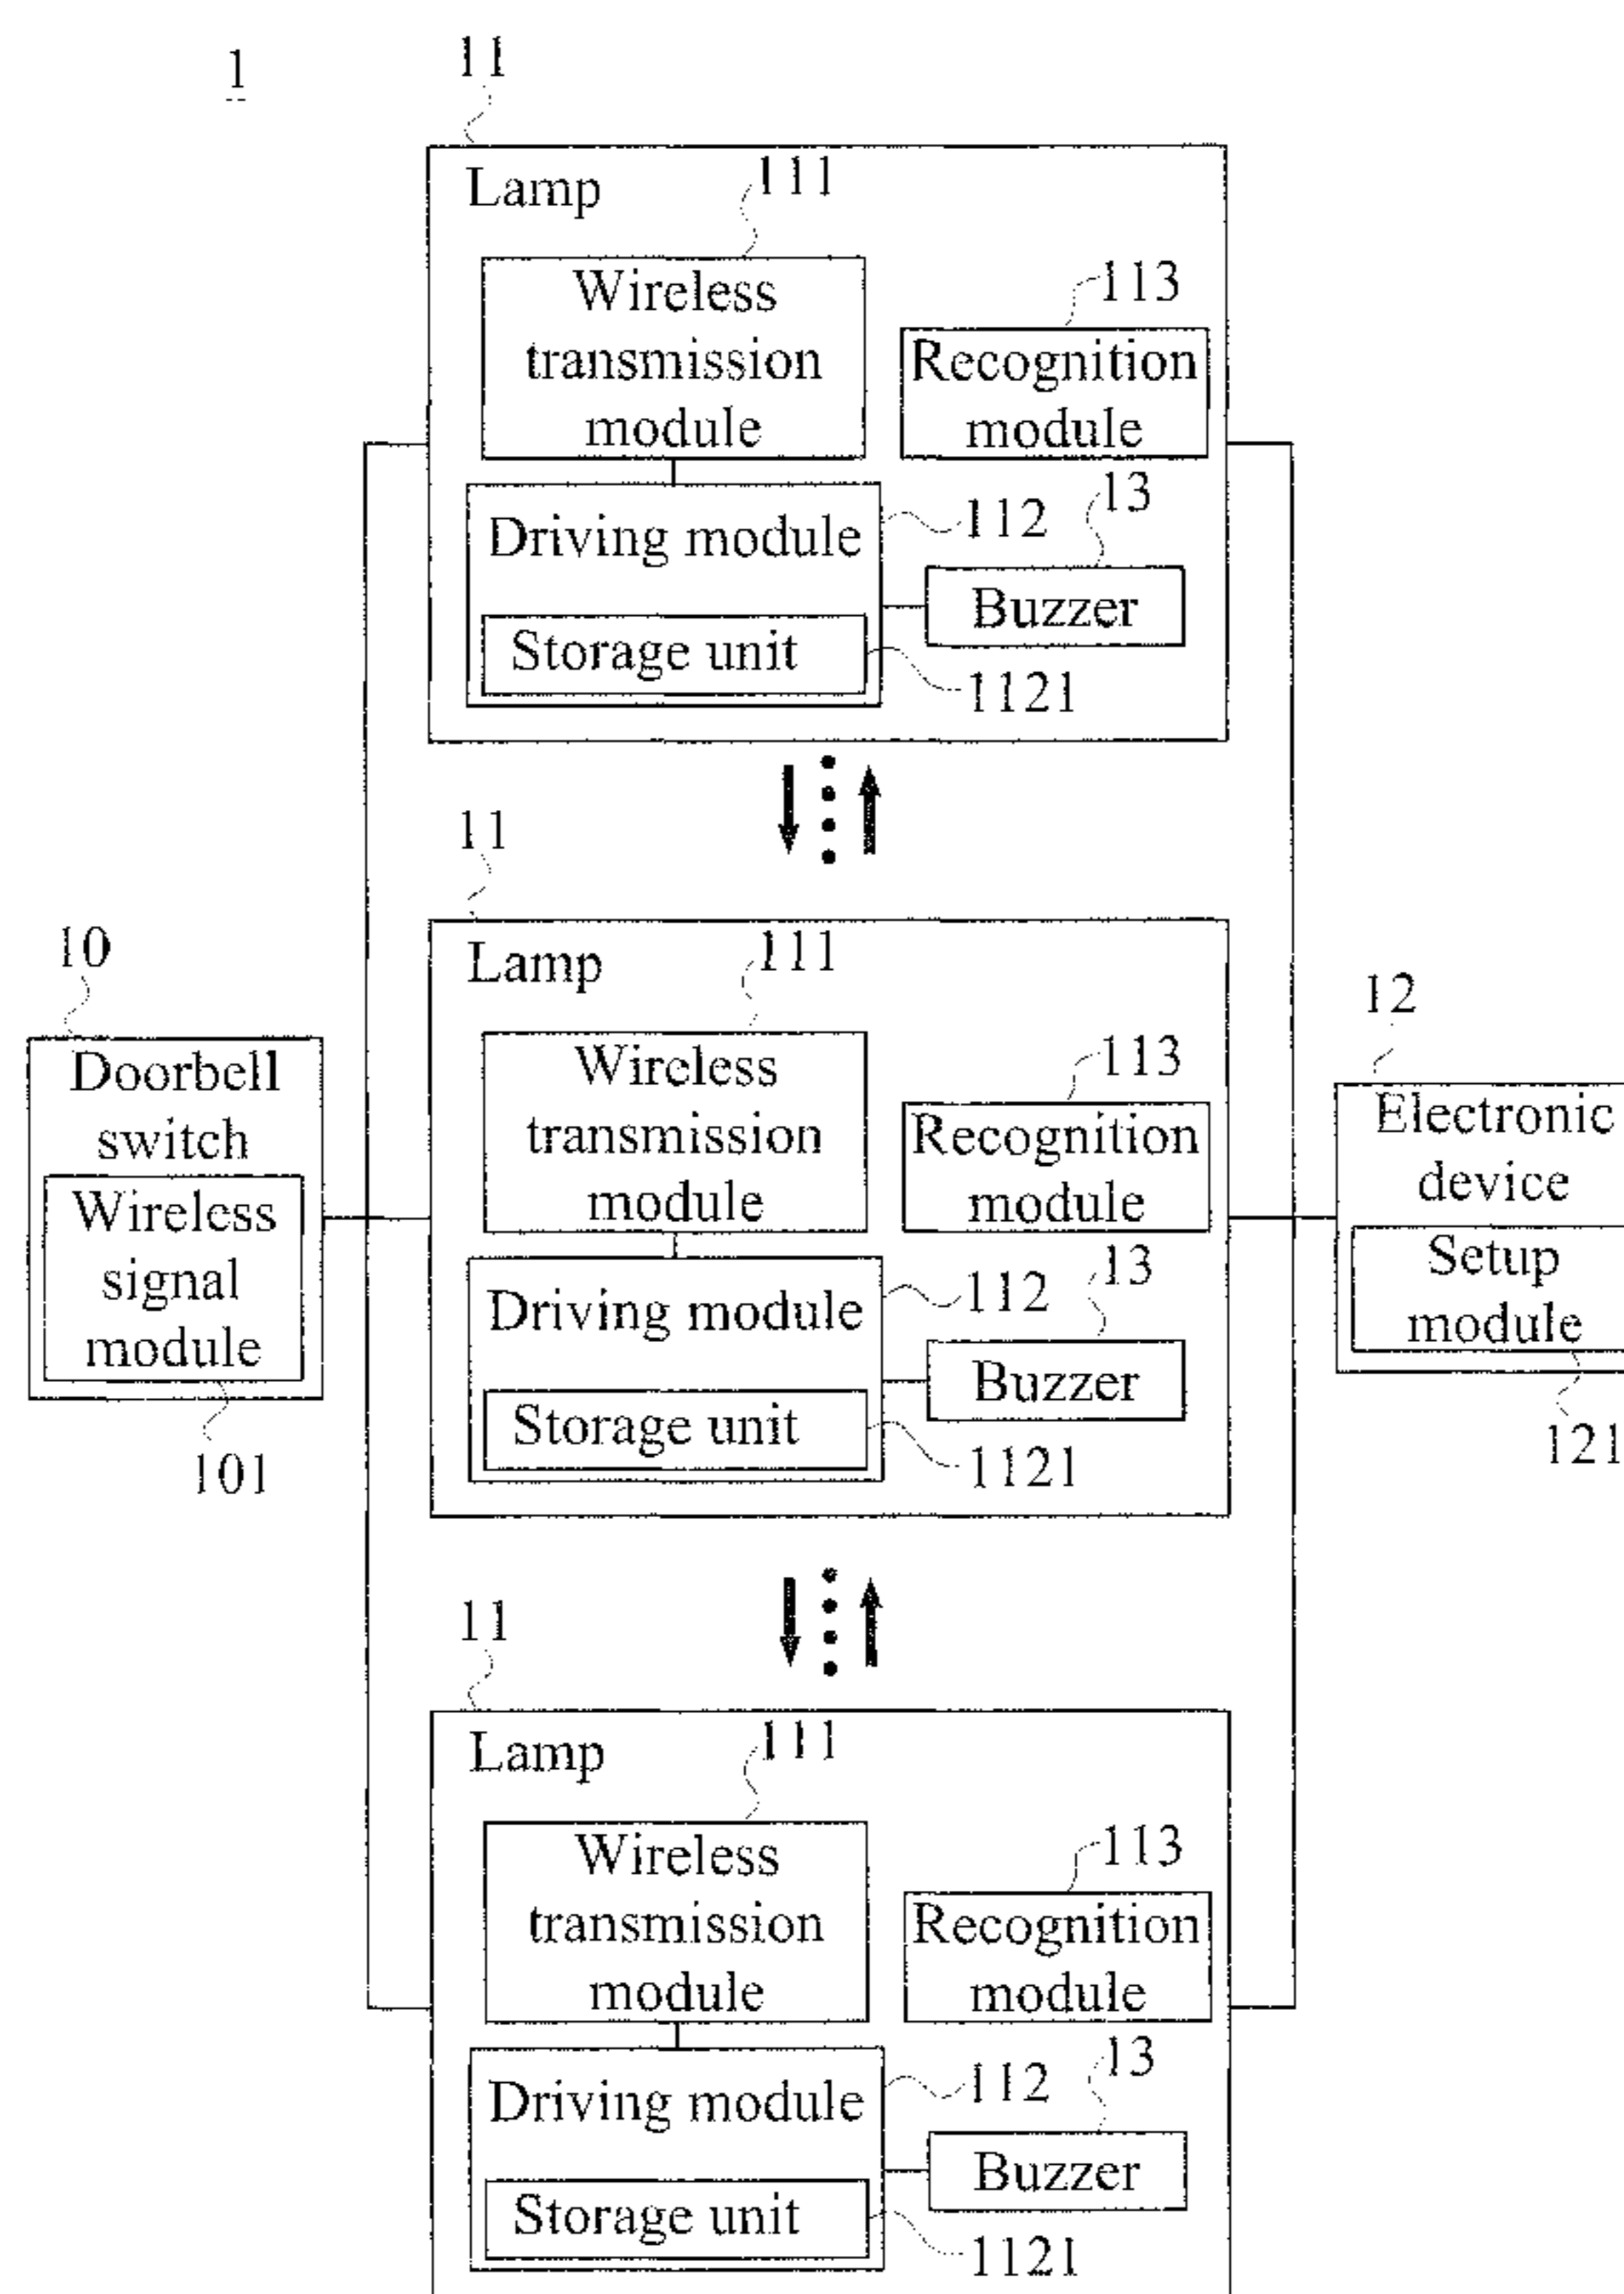 1
11
Lamp
111
Wireless
transmission
module
113
Recognition
module
Driving module
112
13
Buzzer
Storage unit
1121
11
Lamp
111
Wireless
transmission
module
113
Recognition
module
Driving module
112
13
Buzzer
Storage unit
1121
10
Doorbell
switch
Wireless
signal
module
101
12
Electronic
device
Setup
module
121
11
Lamp
111
Wireless
transmission
module
113
Recognition
module
Driving module
112
13
Buzzer
Storage unit
1121